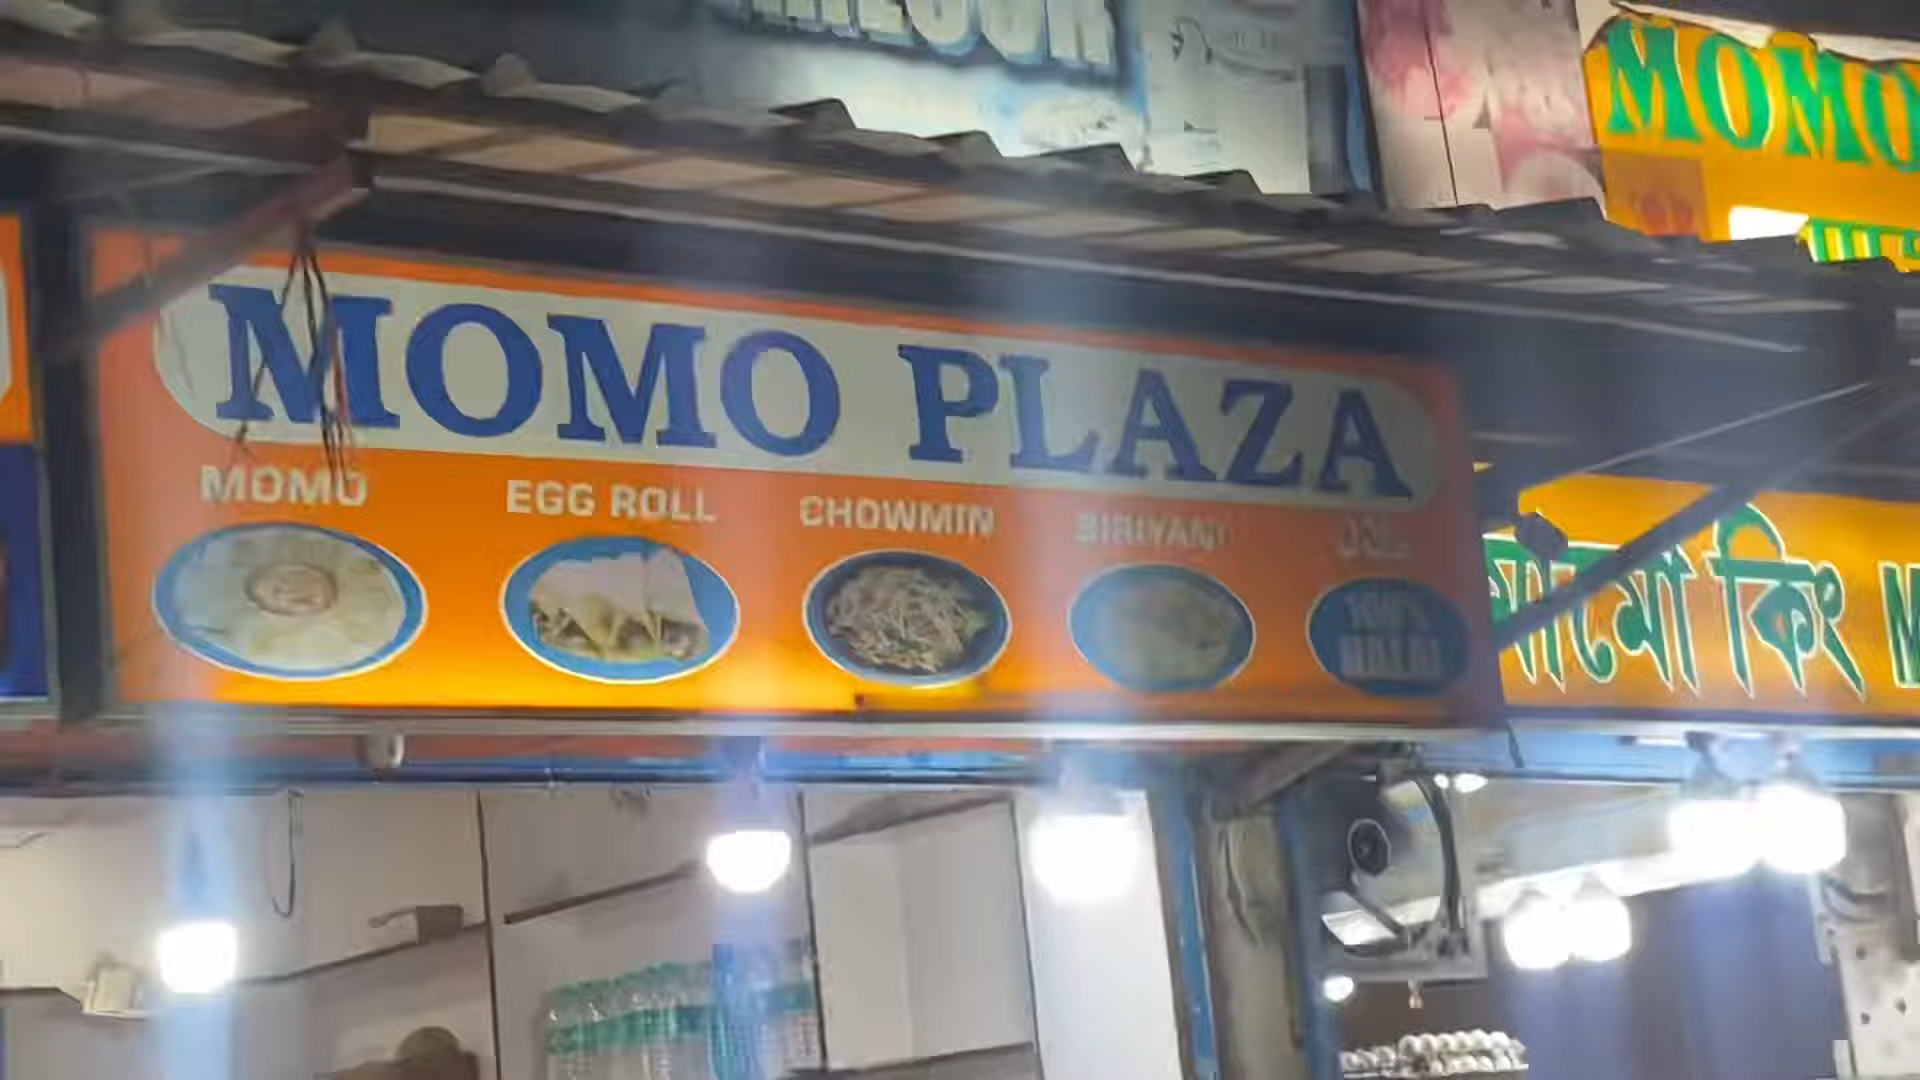 MOMO
MOMO PLAZA
MOMO
EGG ROLL
CHOWMIN
BIRIYANI
100%
HALAL
মোমো কিং